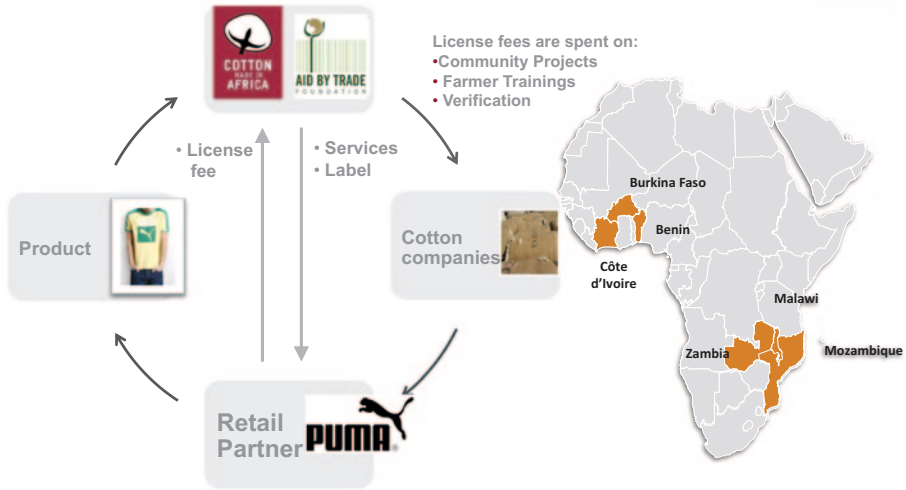 COTTON
MADE IN
AFRICA
AID BY TRADE
FOUNDATION
License fees are spent on:
•Community Projects
• Farmer Trainings
• Verification
• License
fee
• Services
• Label
Product
Cotton
companies
Retail
Partner
PUMA®
Burkina Faso
Benin
Côte
d’Ivoire
Malawi
Zambia
Mozambique